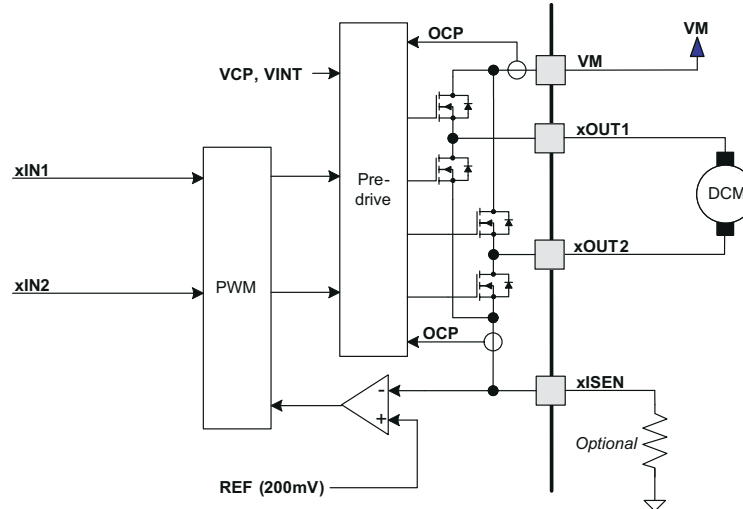 OCP
VM
VM
VCP, VINT
xOUT1
xIN1
Pre-
drive
DCM
xOUT2
xIN2
PWM
OCP
xISEN
-
+
Optional
REF (200mV)